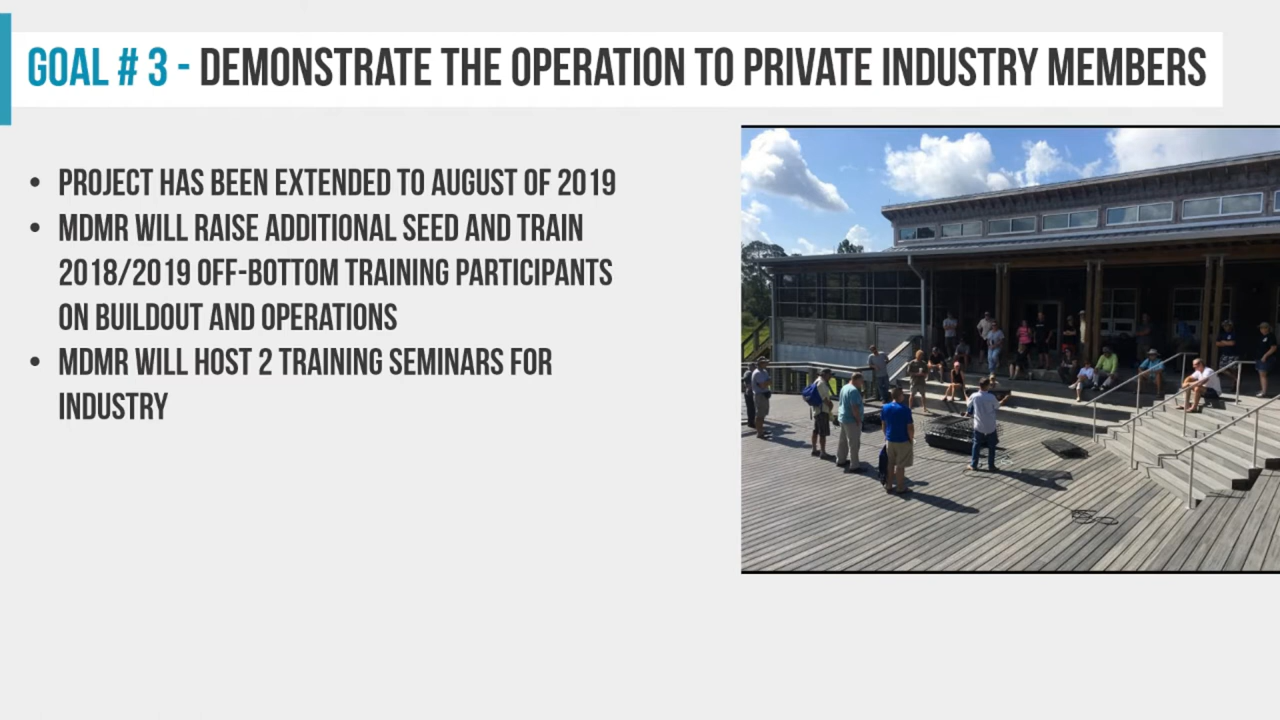 GOAL # 3 - DEMONSTRATE THE OPERATION TO PRIVATE INDUSTRY MEMBERS
• PROJECT HAS BEEN EXTENDED TO AUGUST OF 2019
• MDMR WILL RAISE ADDITIONAL SEED AND TRAIN
2018/2019 OFF-BOTTOM TRAINING PARTICIPANTS
ON BUILDOUT AND OPERATIONS
• MDMR WILL HOST 2 TRAINING SEMINARS FOR
INDUSTRY